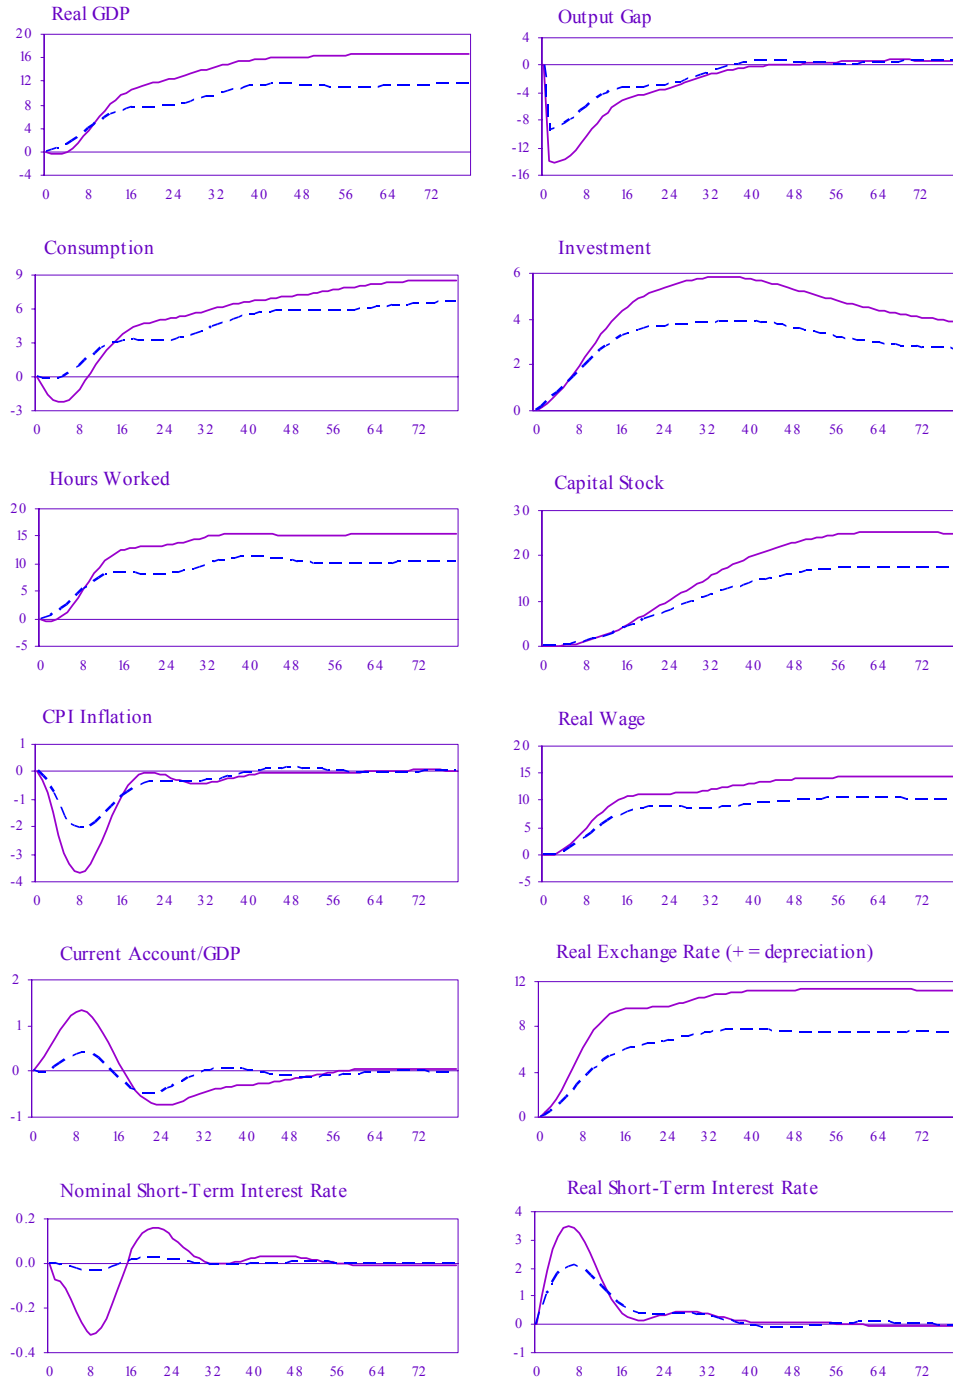 Real GDP
20
16
12
8
4
0
-4
0 8 16 24 32 40 48 56 64 72
Output Gap
4
0
-4
-8
-12
-16
0 8 16 24 32 40 48 56 64 72
Consumption
9
6
3
0
-3
0 8 16 24 32 40 48 56 64 72
Investment
6
4
2
0
0 8 16 24 32 40 48 56 64 72
Hours Worked
20
15
10
5
0
-5
0 8 16 24 32 40 48 56 64 72
Capital Stock
30
20
10
0
0 8 16 24 32 40 48 56 64 72
CPI Inflation
1
0
-1
-2
-3
-4
0 8 16 24 32 40 48 56 64 72
Real Wage
20
15
10
5
0
-5
0 8 16 24 32 40 48 56 64 72
Current Account/GDP
2
1
0
-1
0 8 16 24 32 40 48 56 64 72
Real Exchange Rate (+ = depreciation)
12
8
4
0
0 8 16 24 32 40 48 56 64 72
Nominal Short-Term Interest Rate
0.2
0.0
-0.2
-0.4
0 8 16 24 32 40 48 56 64 72
Real Short-Term Interest Rate
4
3
2
1
0
-1
0 8 16 24 32 40 48 56 64 72